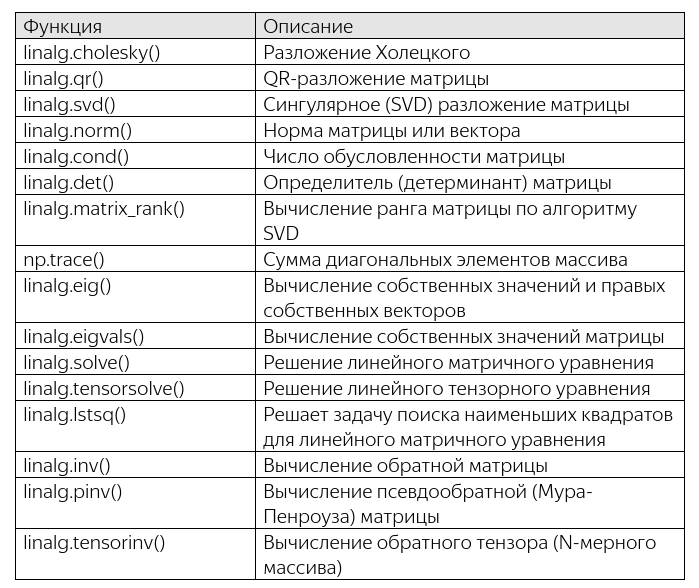 Функция Описание
linalg.cholesky() Разложение Холецкого
linalg.qr() QR-разложение матрицы
linalg.svd() Сингулярное (SVD) разложение матрицы
linalg.norm() Норма матрицы или вектора
linalg.cond() Число обусловленности матрицы
linalg.det() Определитель (детерминант) матрицы
linalg.matrix_rank() Вычисление ранга матрицы по алгоритму
SVD
np.trace() Сумма диагональных элементов массива
linalg.eig() Вычисление собственных значений и правых
собственных векторов
linalg.eigvals() Вычисление собственных значений матрицы
linalg.solve() Решение линейного матричного уравнения
linalg.tensorsolve() Решение линейного тензорного уравнения
linalg.lstsq() Решает задачу поиска наименьших квадратов
для линейного матричного уравнения
linalg.inv() Вычисление обратной матрицы
linalg.pinv() Вычисление псевдообратной (Мура-
Пенроуза) матрицы
linalg.tensorinv() Вычисление обратного тензора (N-мерного
массива)